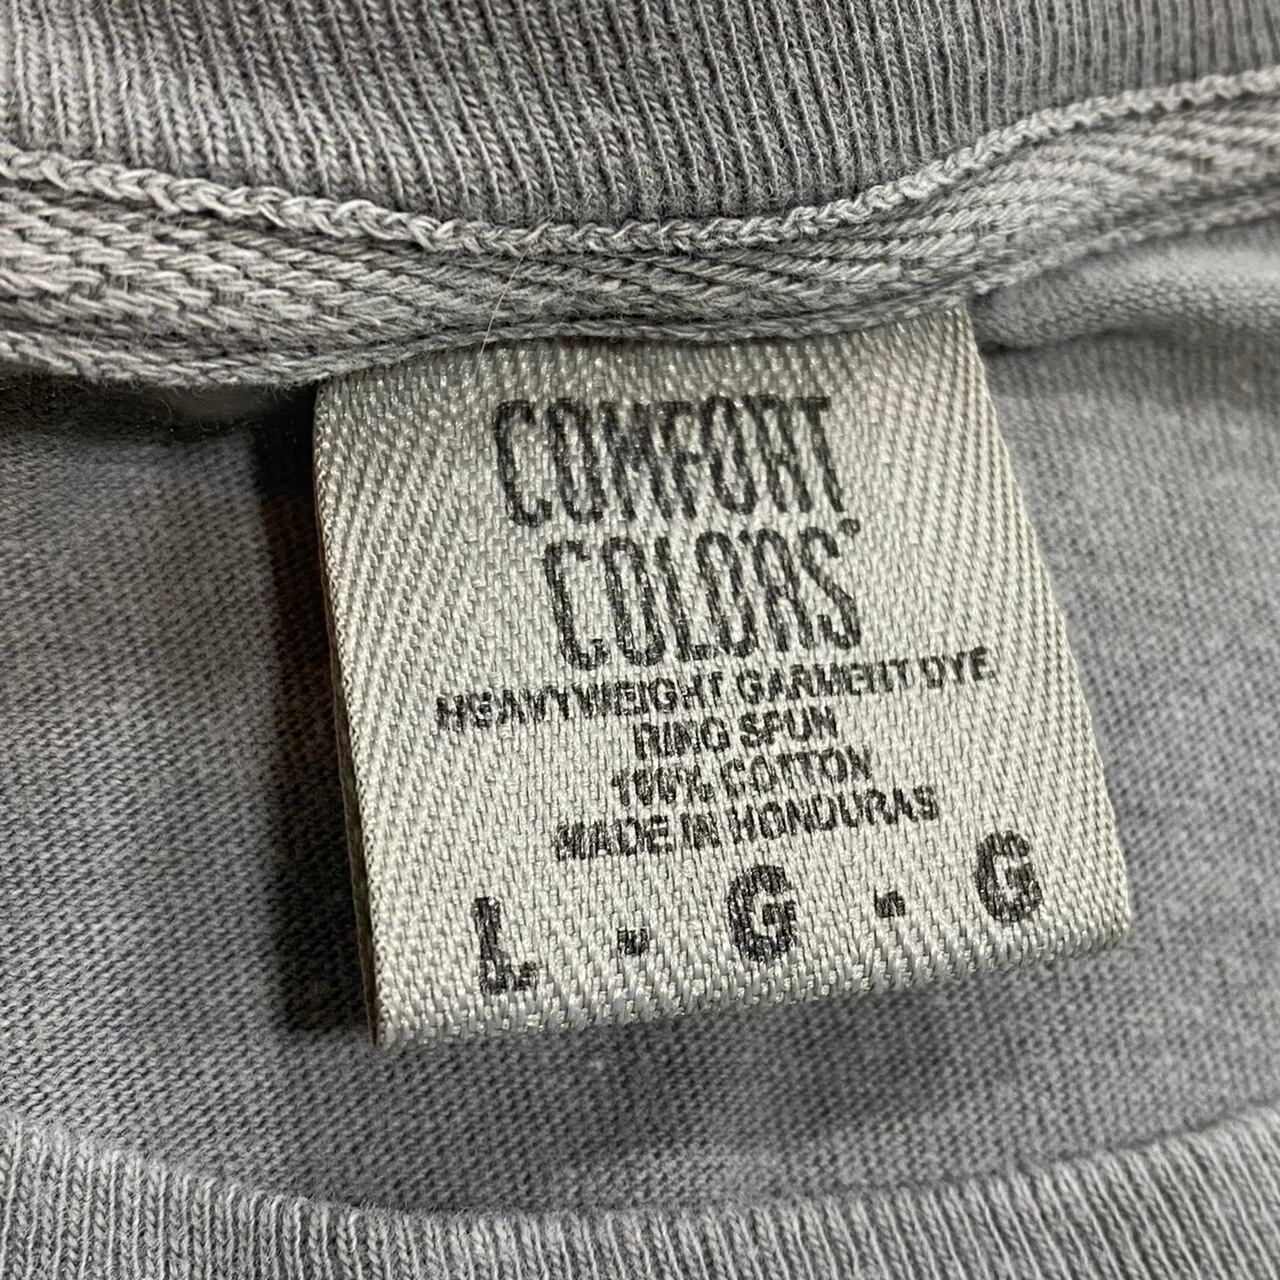 COMFORT
COLORS®
HEAVYWEIGHT GARMENT DYE
RING SPUN
100% COTTON
MADE IN HONDURAS
L - G - G